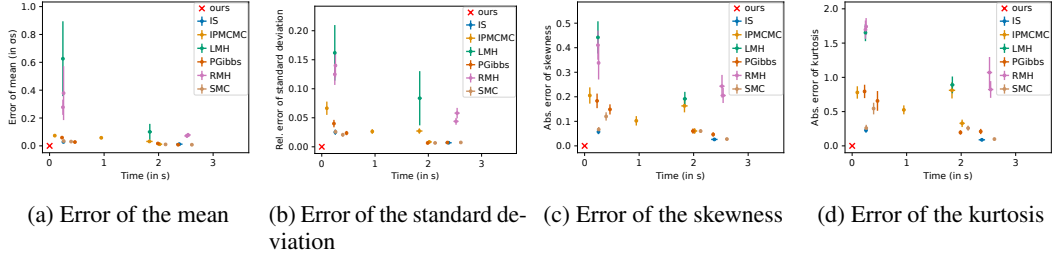 Error of mean (in σs)
1.0
0.8
0.6
0.4
0.2
0.0
0
1
2
3
Time (in s)
ours
IS
IPMCMC
LMH
PGibbs
RMH
SMC
(a) Error of the mean
Rel. error of standard deviation
0.20
0.15
0.10
0.05
0.00
0
1
2
3
Time (in s)
ours
IS
IPMCMC
LMH
PGibbs
RMH
SMC
(b) Error of the standard de-
viation
Abs. error of skewness
0.5
0.4
0.3
0.2
0.1
0.0
0
1
2
3
Time (in s)
ours
IS
IPMCMC
LMH
PGibbs
RMH
SMC
(c) Error of the skewness
Abs. error of kurtosis
2.0
1.5
1.0
0.5
0.0
0
1
2
3
Time (in s)
ours
IS
IPMCMC
LMH
PGibbs
RMH
SMC
(d) Error of the kurtosis